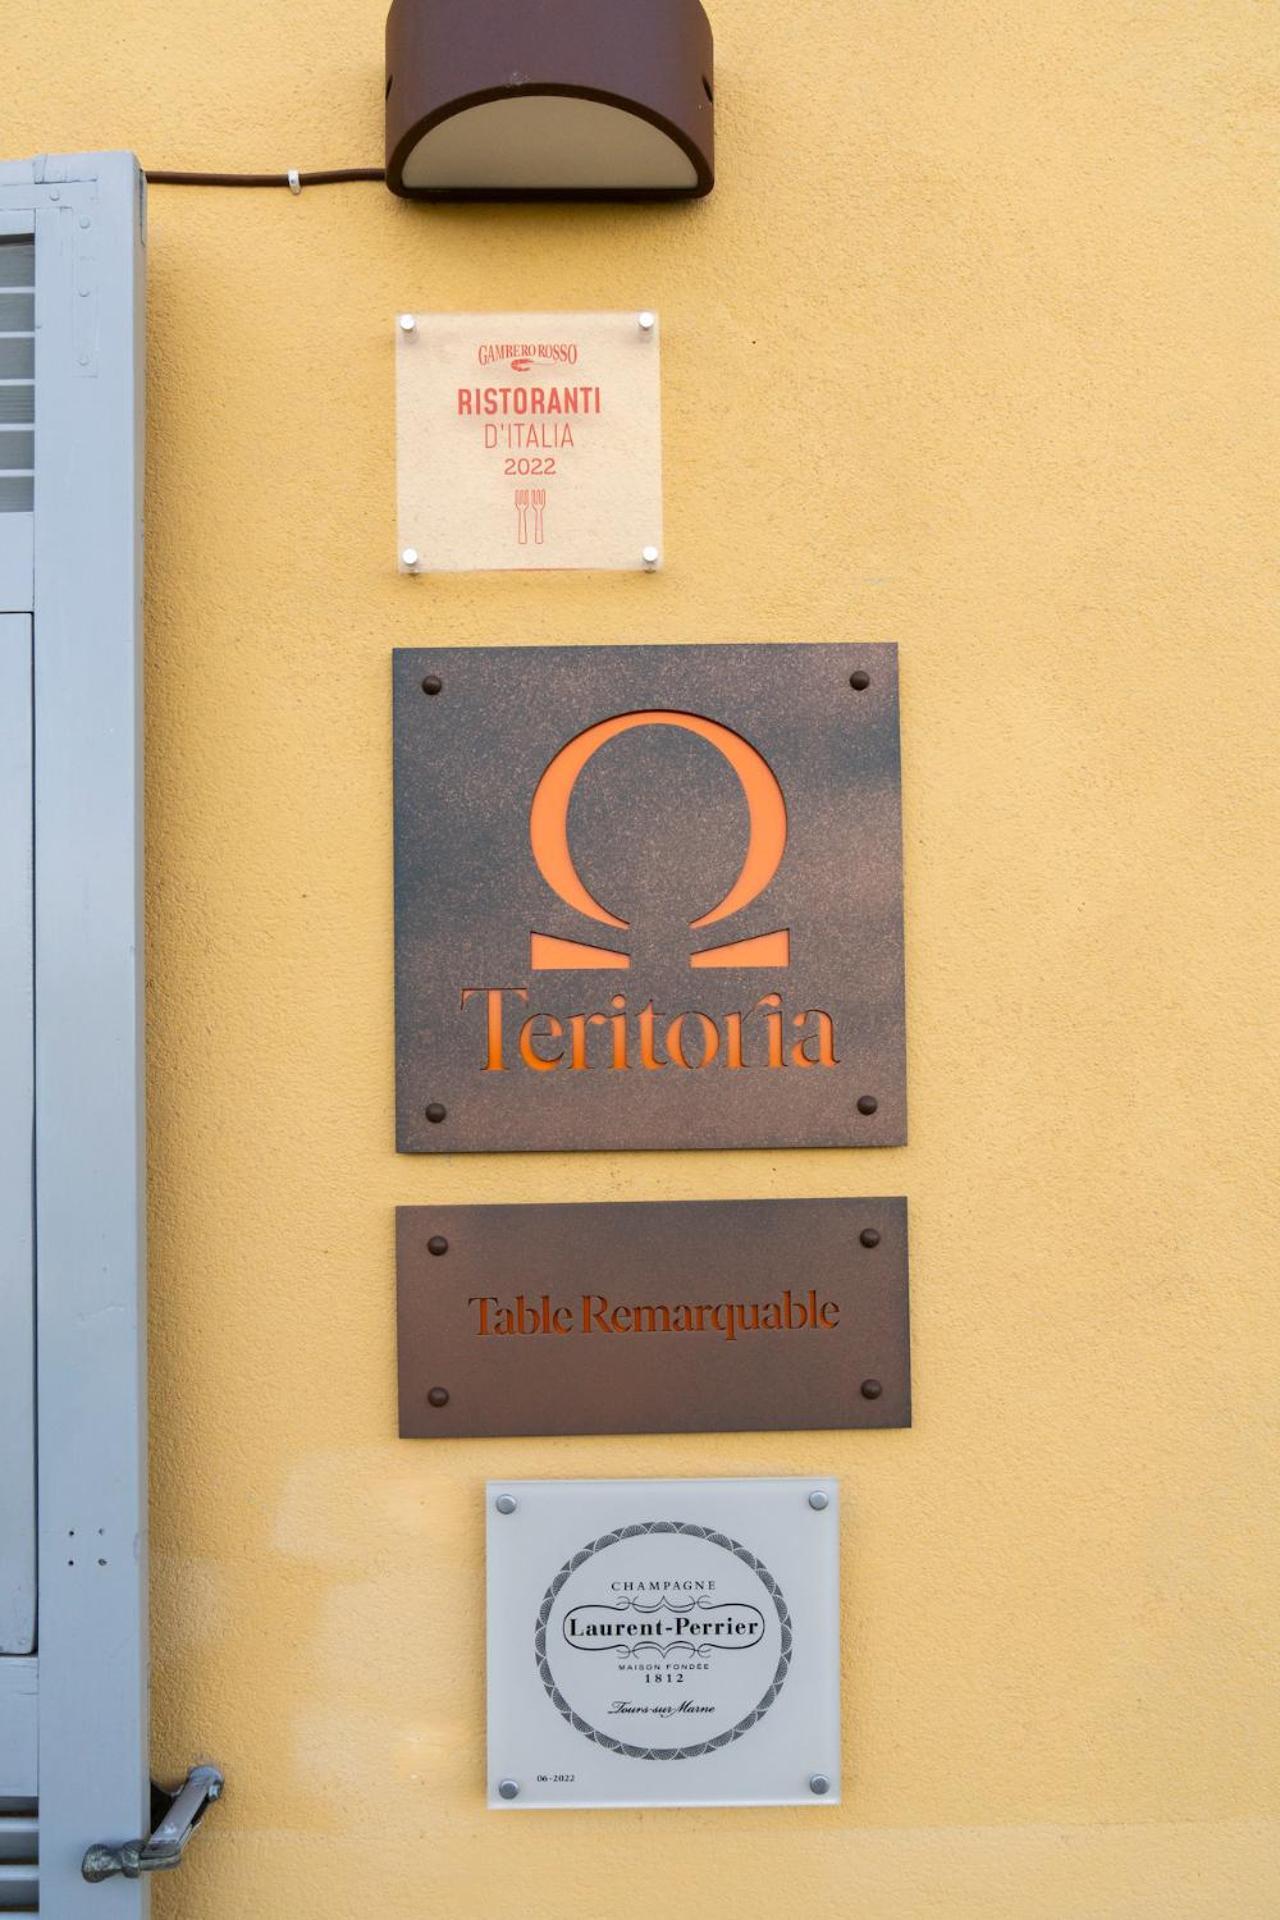 GAMBERO ROSSO
RISTORANTI
D'ITALIA
2022
Teritoria
Table Remarquable
CHAMPAGNE
Laurent-Perrier
MAISON FONDÉE
1812
Tours-sur-Marne
06-2022